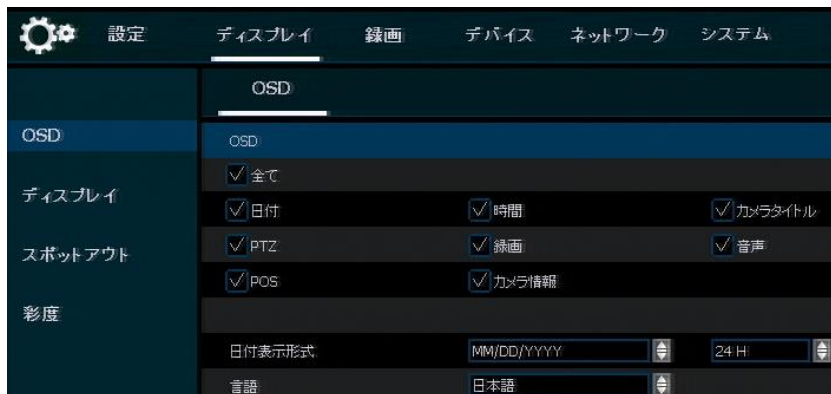 設定 ディスプレイ 録画 デバイス ネットワーク システム
OSD
OSD
ディスプレイ
スポットアウト
彩度
OSD
全て
日付 時間 カメラタイトル
PTZ 録画 音声
POS カメラ情報
日付表示形式 MM/DD/YYYY 24 H
言語 日本語